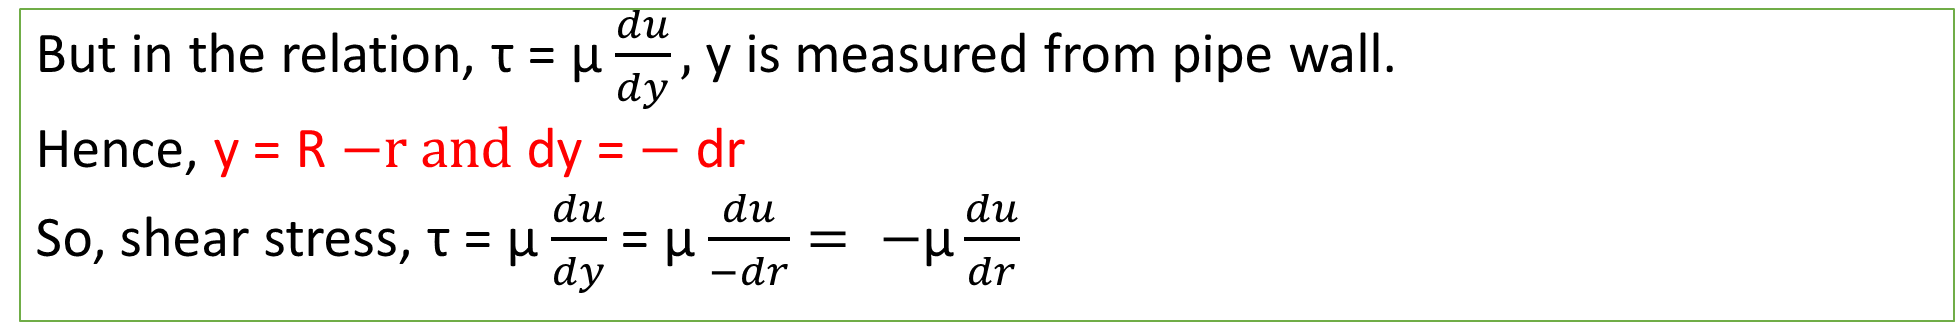 But in the relation, τ = μ du/dy, y is measured from pipe wall.
Hence, y = R −r and dy = − dr
So, shear stress, τ = μ du/dy = μ du/−dr = −μ du/dr